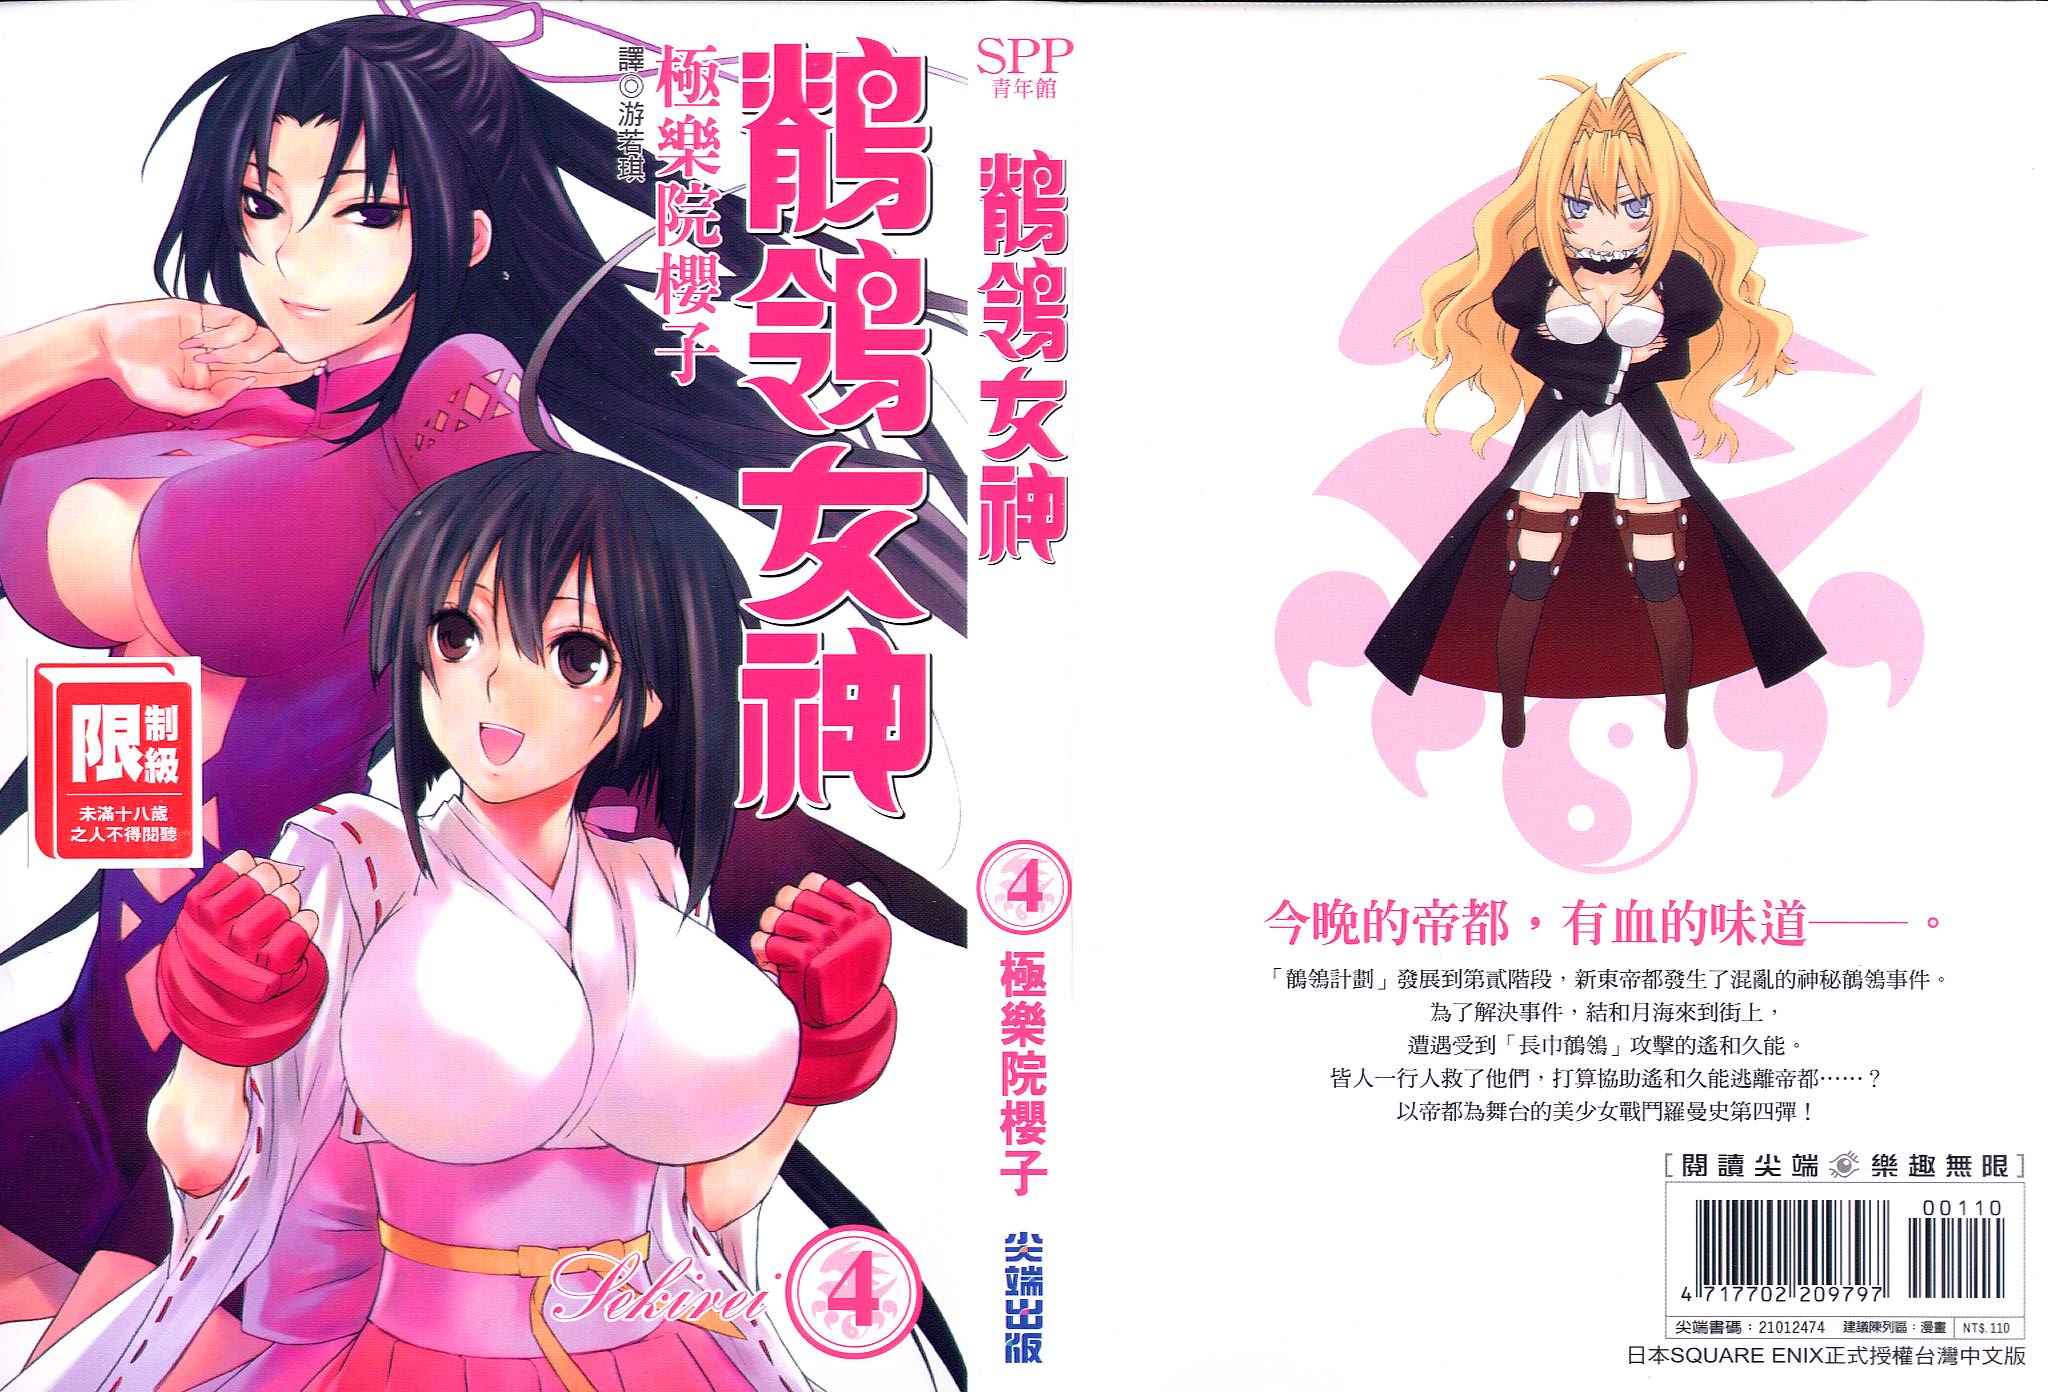 鶺鴒女神
極樂院櫻子
譯◎游若琪
限制級
未滿十八歲
之人不得閱聽
Sekirei
4
SPP
青年館
鶺鴒女神
4
極樂院櫻子
尖端出版
今晚的帝都，有血的味道——。
「鶺鴒計劃」發展到第貳階段，新東帝都發生了混亂的神秘鶺鴒事件。
為了解決事件，結和月海來到街上，
遭遇受到「長巾鶺鴒」攻擊的遙和久能。
皆人一行人救了他們，打算協助遙和久能逃離帝都……？
以帝都為舞台的美少女戰鬥羅曼史第四彈！
[閱讀尖端 樂趣無限]
00110
4 717702 209797
尖端書碼：21012474 建議陳列區：漫畫 NT$.110
日本SQUARE ENIX正式授權台灣中文版